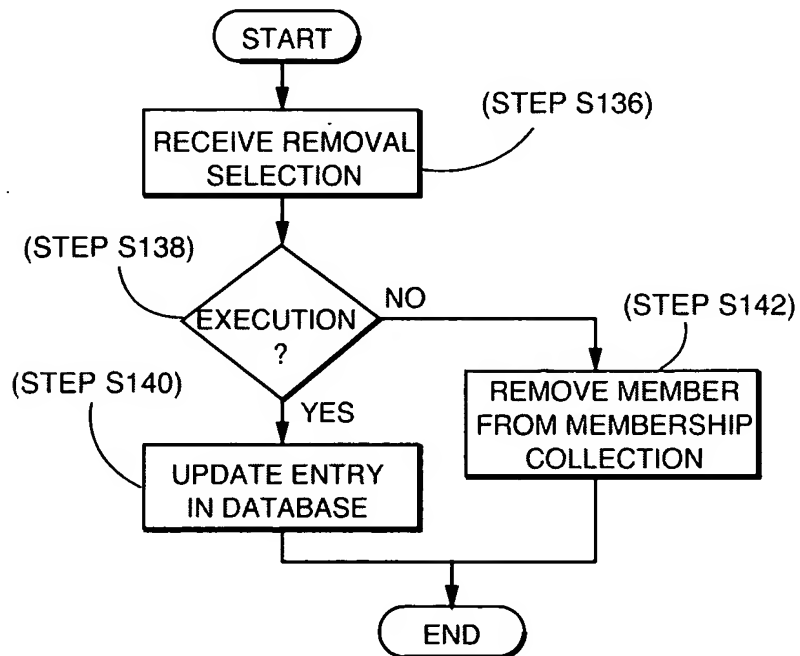 START
(STEP S136)
RECEIVE REMOVAL
SELECTION
(STEP S138)
EXECUTION
?
NO
(STEP S142)
(STEP S140)
YES
REMOVE MEMBER
FROM MEMBERSHIP
COLLECTION
UPDATE ENTRY
IN DATABASE
END